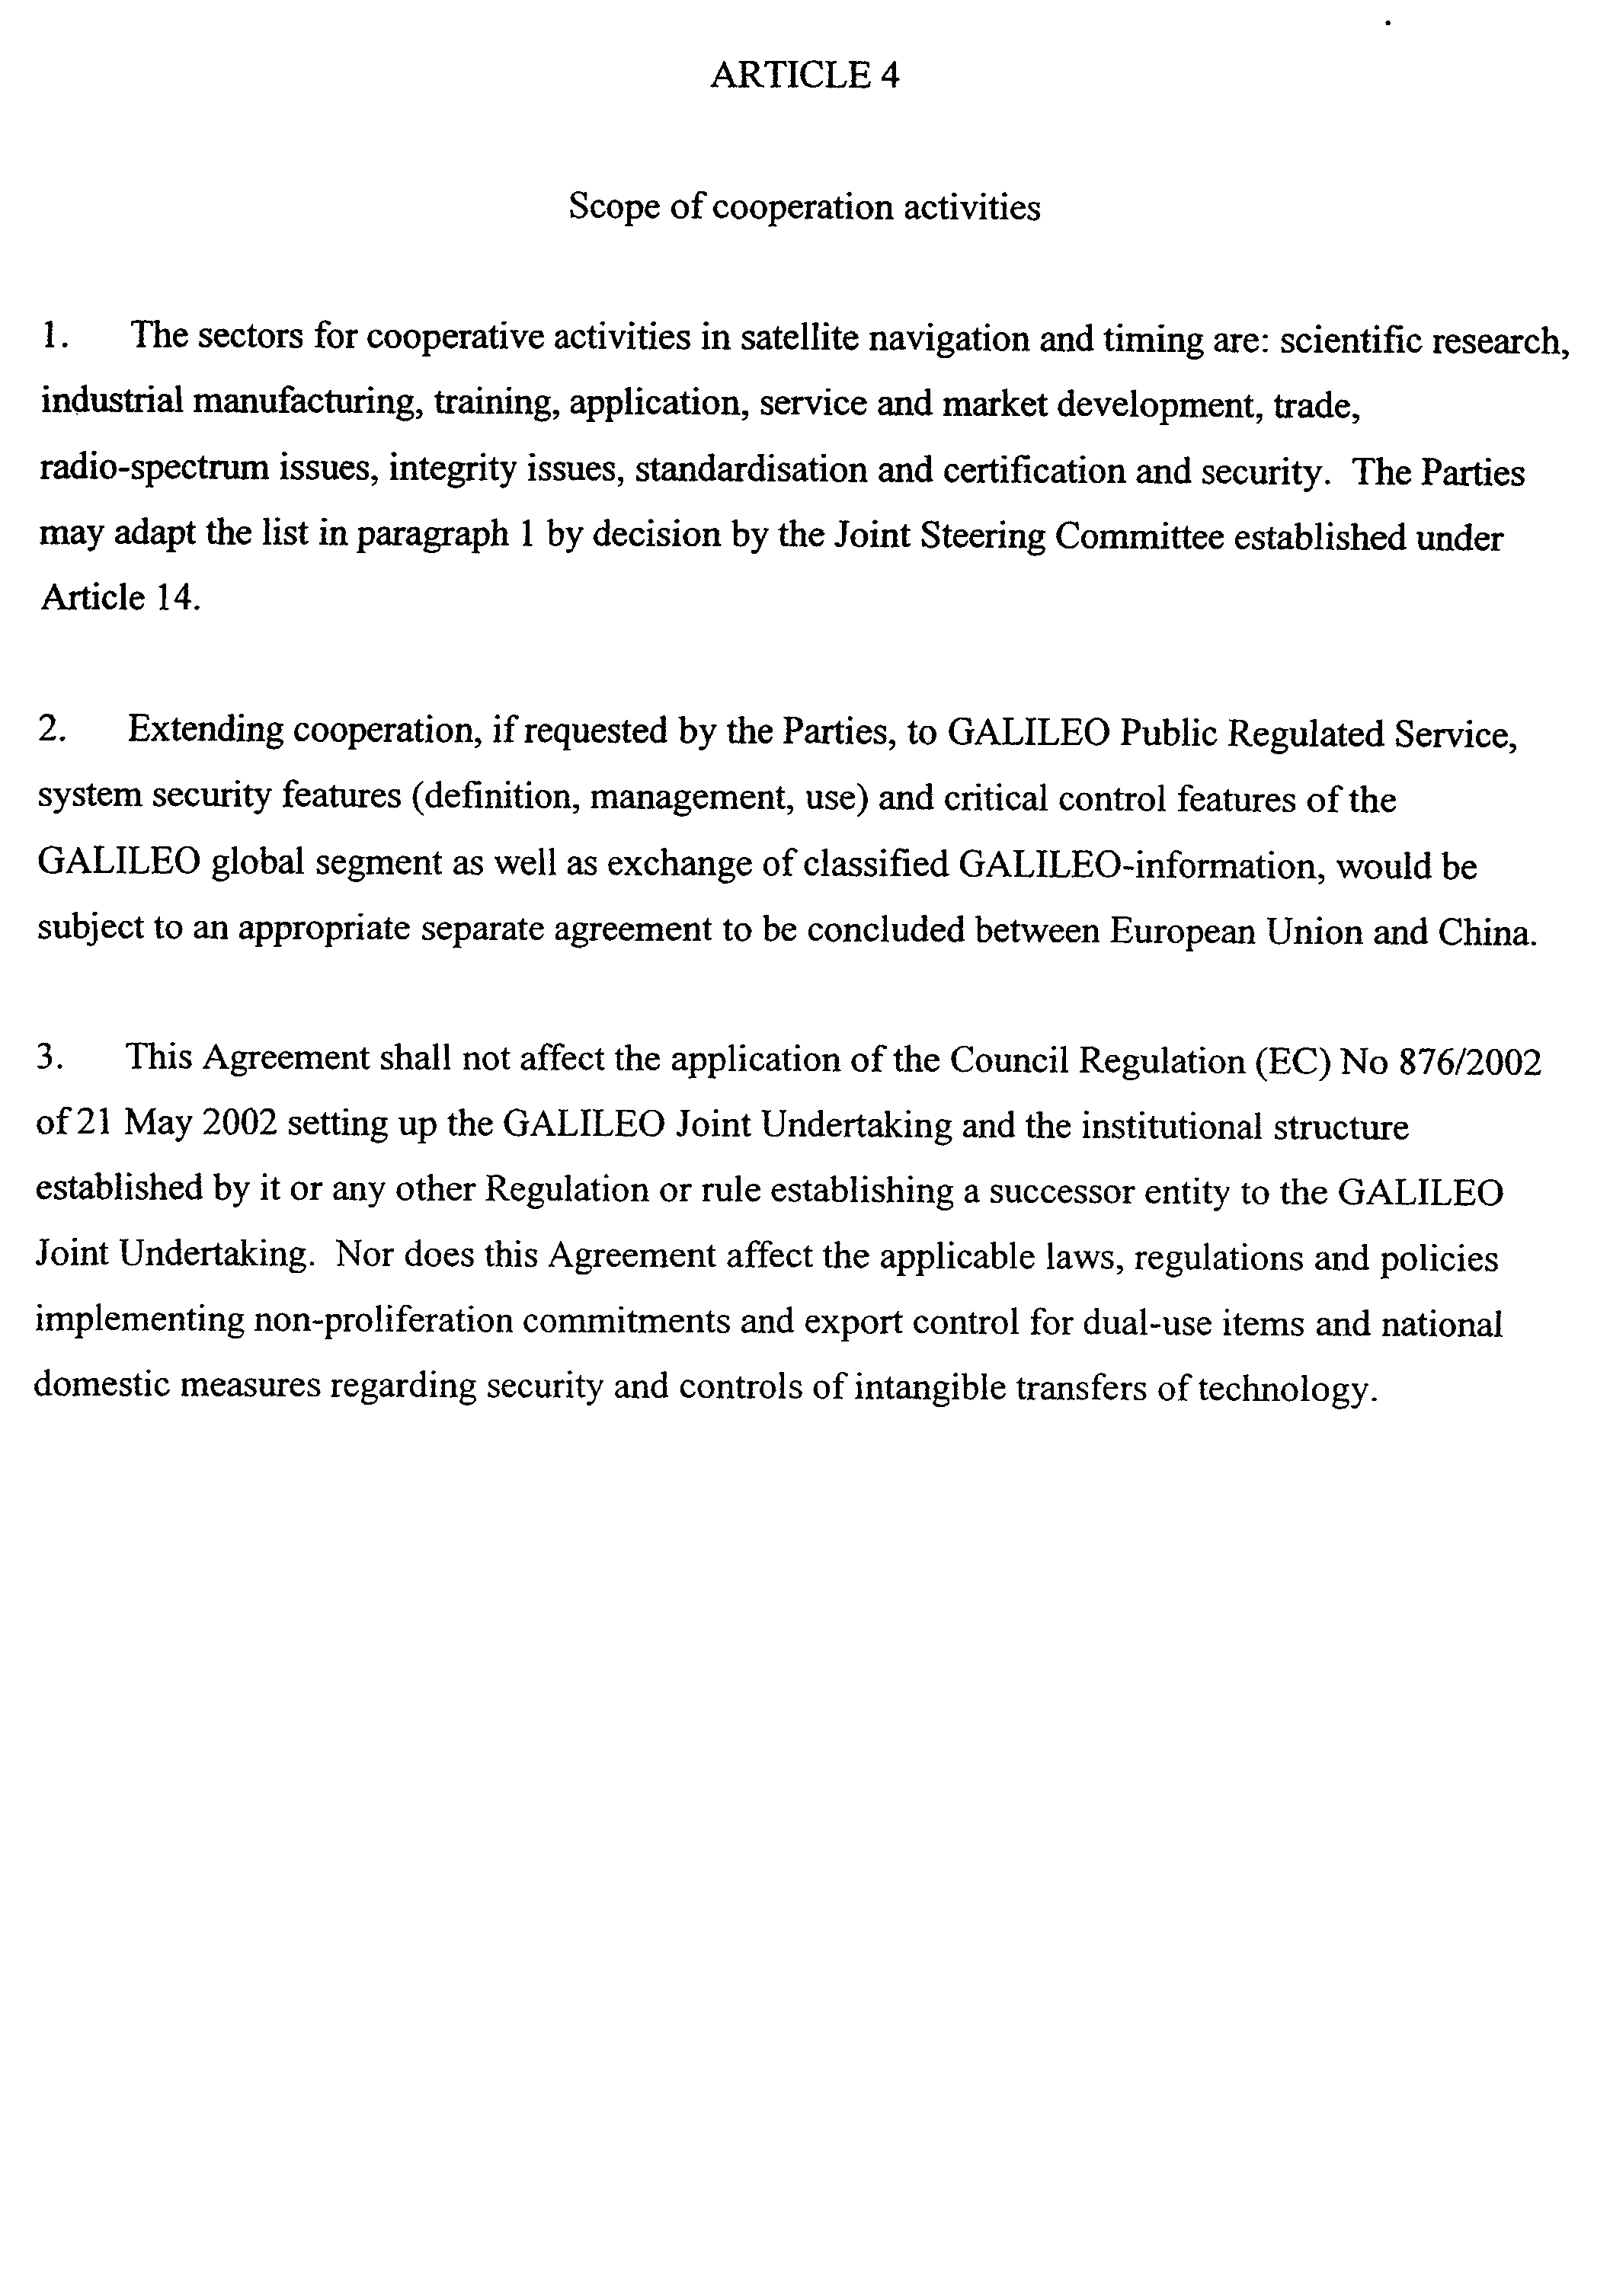 ARTICLE 4
Scope of cooperation activities
1. The sectors for cooperative activities in satellite navigation and timing are: scientific research,
industrial manufacturing, training, application, service and market development, trade,
radio-spectrum issues, integrity issues, standardisation and certification and security. The Parties
may adapt the list in paragraph 1 by decision by the Joint Steering Committee established under
Article 14.
2. Extending cooperation, if requested by the Parties, to GALILEO Public Regulated Service,
system security features (definition, management, use) and critical control features of the
GALILEO global segment as well as exchange of classified GALILEO-information, would be
subject to an appropriate separate agreement to be concluded between European Union and China.
3. This Agreement shall not affect the application of the Council Regulation (EC) No 876/2002
of 21 May 2002 setting up the GALILEO Joint Undertaking and the institutional structure
established by it or any other Regulation or rule establishing a successor entity to the GALILEO
Joint Undertaking. Nor does this Agreement affect the applicable laws, regulations and policies
implementing non-proliferation commitments and export control for dual-use items and national
domestic measures regarding security and controls of intangible transfers of technology.